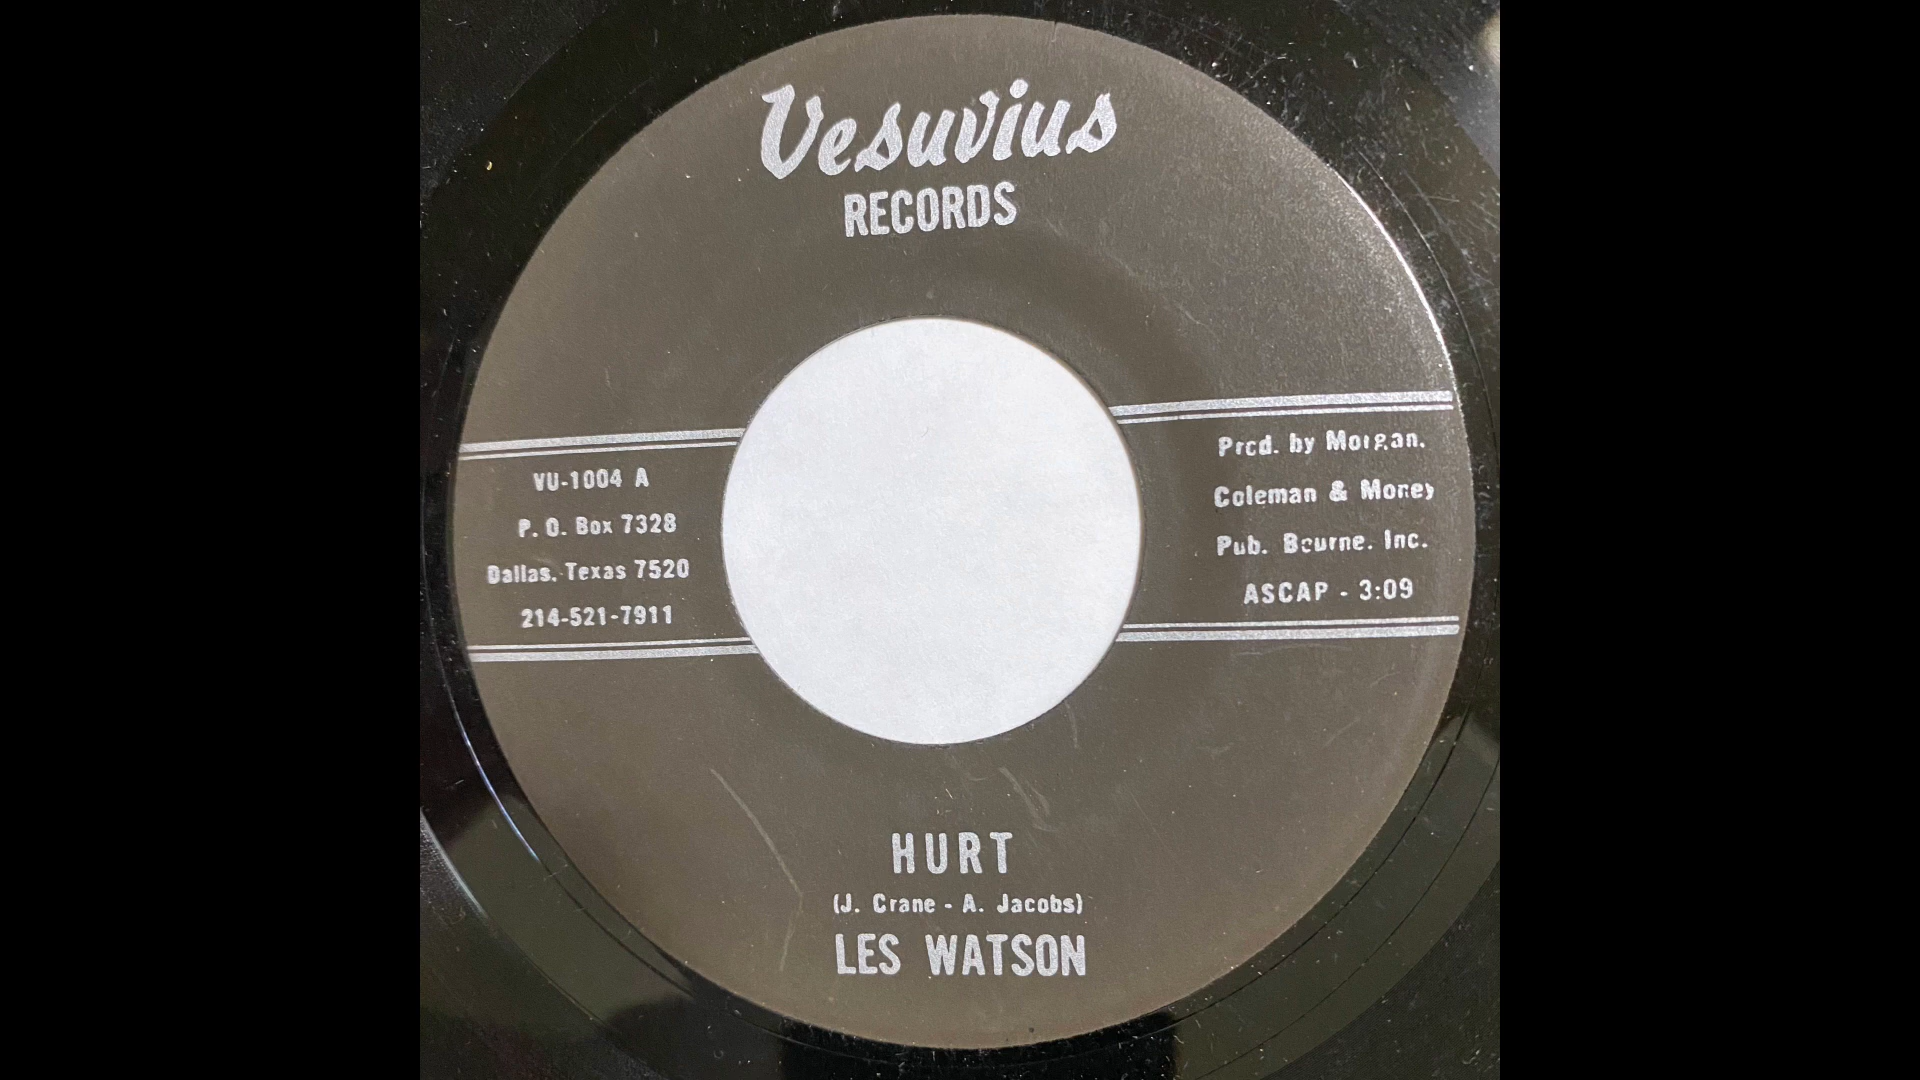 Vesuvius
RECORDS
VU-1004 A
P. O. Box 7328
Dallas, Texas 7520
214-521-7911
Prod. by Morgan,
Coleman & Money
Pub. Bourne, Inc.
ASCAP - 3:09
HURT
(J. Crane - A. Jacobs)
LES WATSON